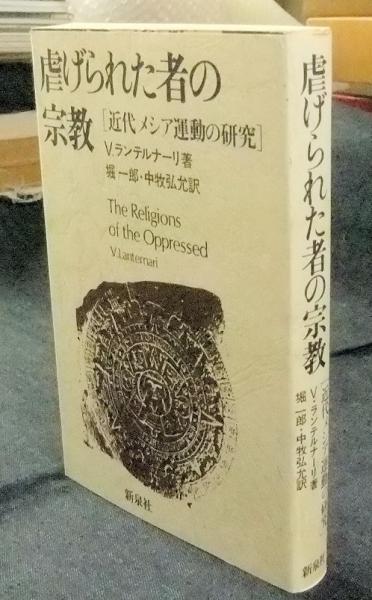 虐げられた者の
宗教
[近代メシア運動の研究]
V.ランテルナーリ著
堀 一郎・中牧弘允訳
The Religions
of the Oppressed
V.Lanternari
新泉社
虐げられた者の宗教
[近代メシア運動の研究]
V.ランテルナーリ著
堀 一郎・中牧弘允訳
新泉社